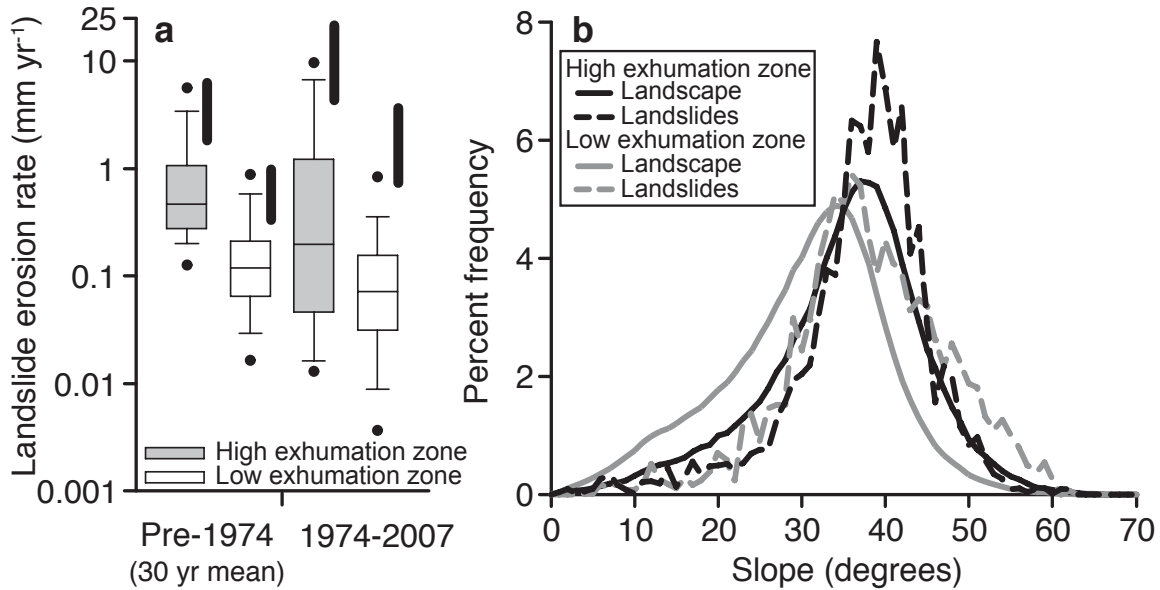 a
Landslide erosion rate (mm yr⁻¹)
25
10
1
0.1
0.01
0.001
High exhumation zone
Low exhumation zone
Pre-1974
(30 yr mean)
1974-2007
b
Percent frequency
8
6
4
2
0
High exhumation zone
Landscape
Landslides
Low exhumation zone
Landscape
Landslides
0 10 20 30 40 50 60 70
Slope (degrees)